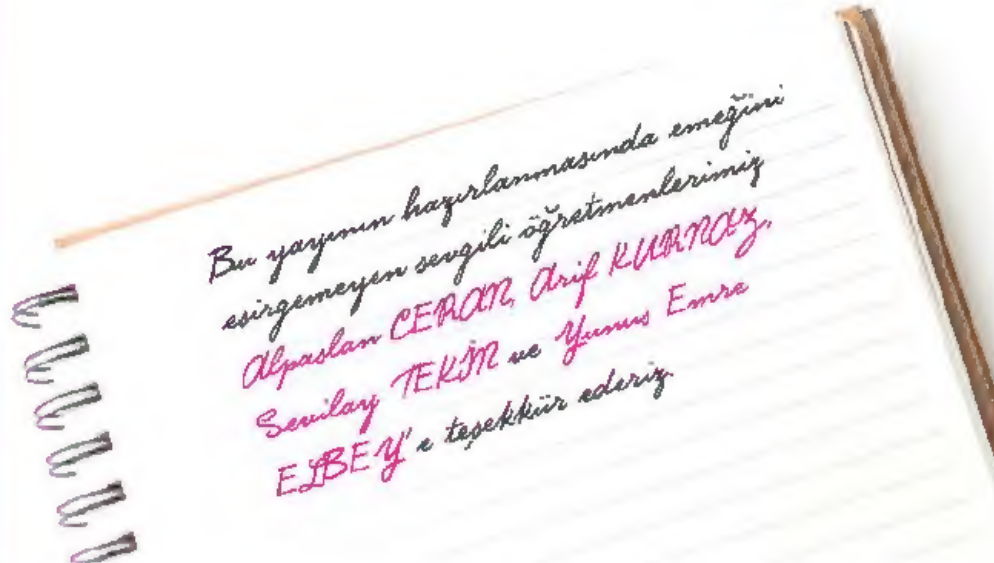 Bu yayının hazırlanmasında emeğini
esirgemeyen sevgili öğretmenlerimiz
Alpaslan CERAN, Arif KURNAZ,
Sevilay TEKİN ve Yunus Emre
ELBEY'e teşekkür ederiz.